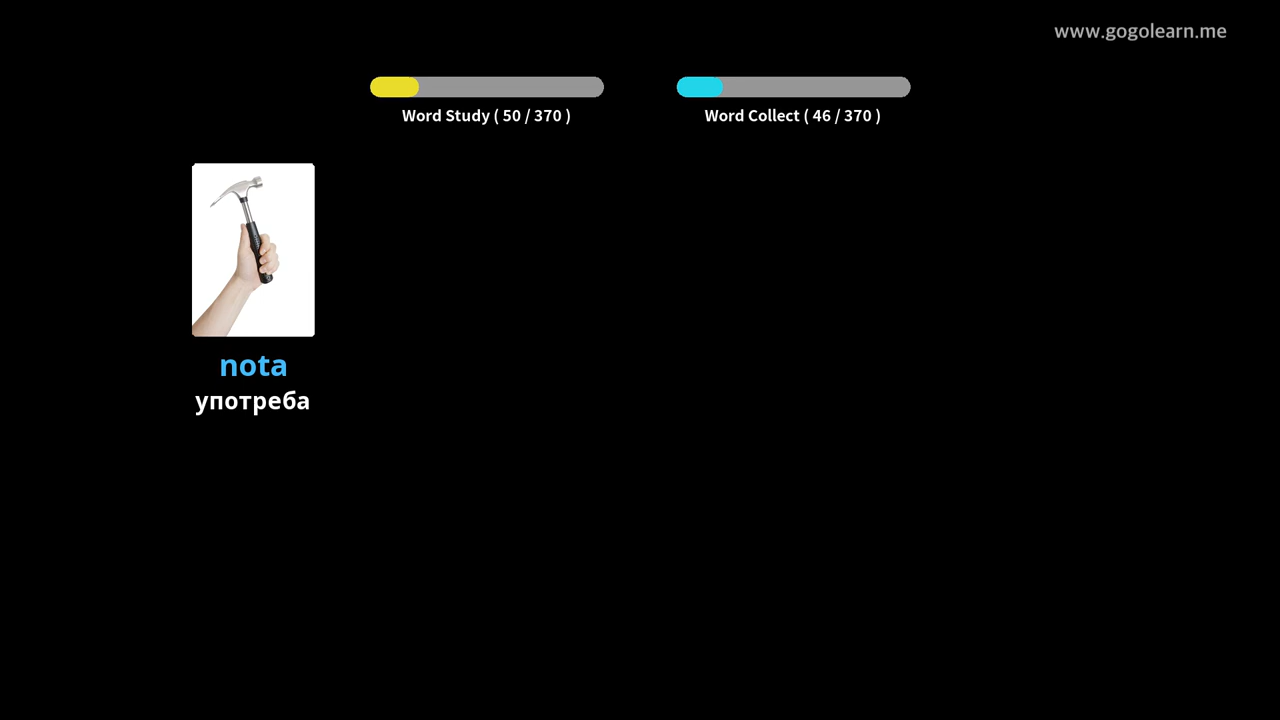 www.gogolearn.me
Word Study ( 50 / 370 )
Word Collect ( 46 / 370 )
nota
употреба